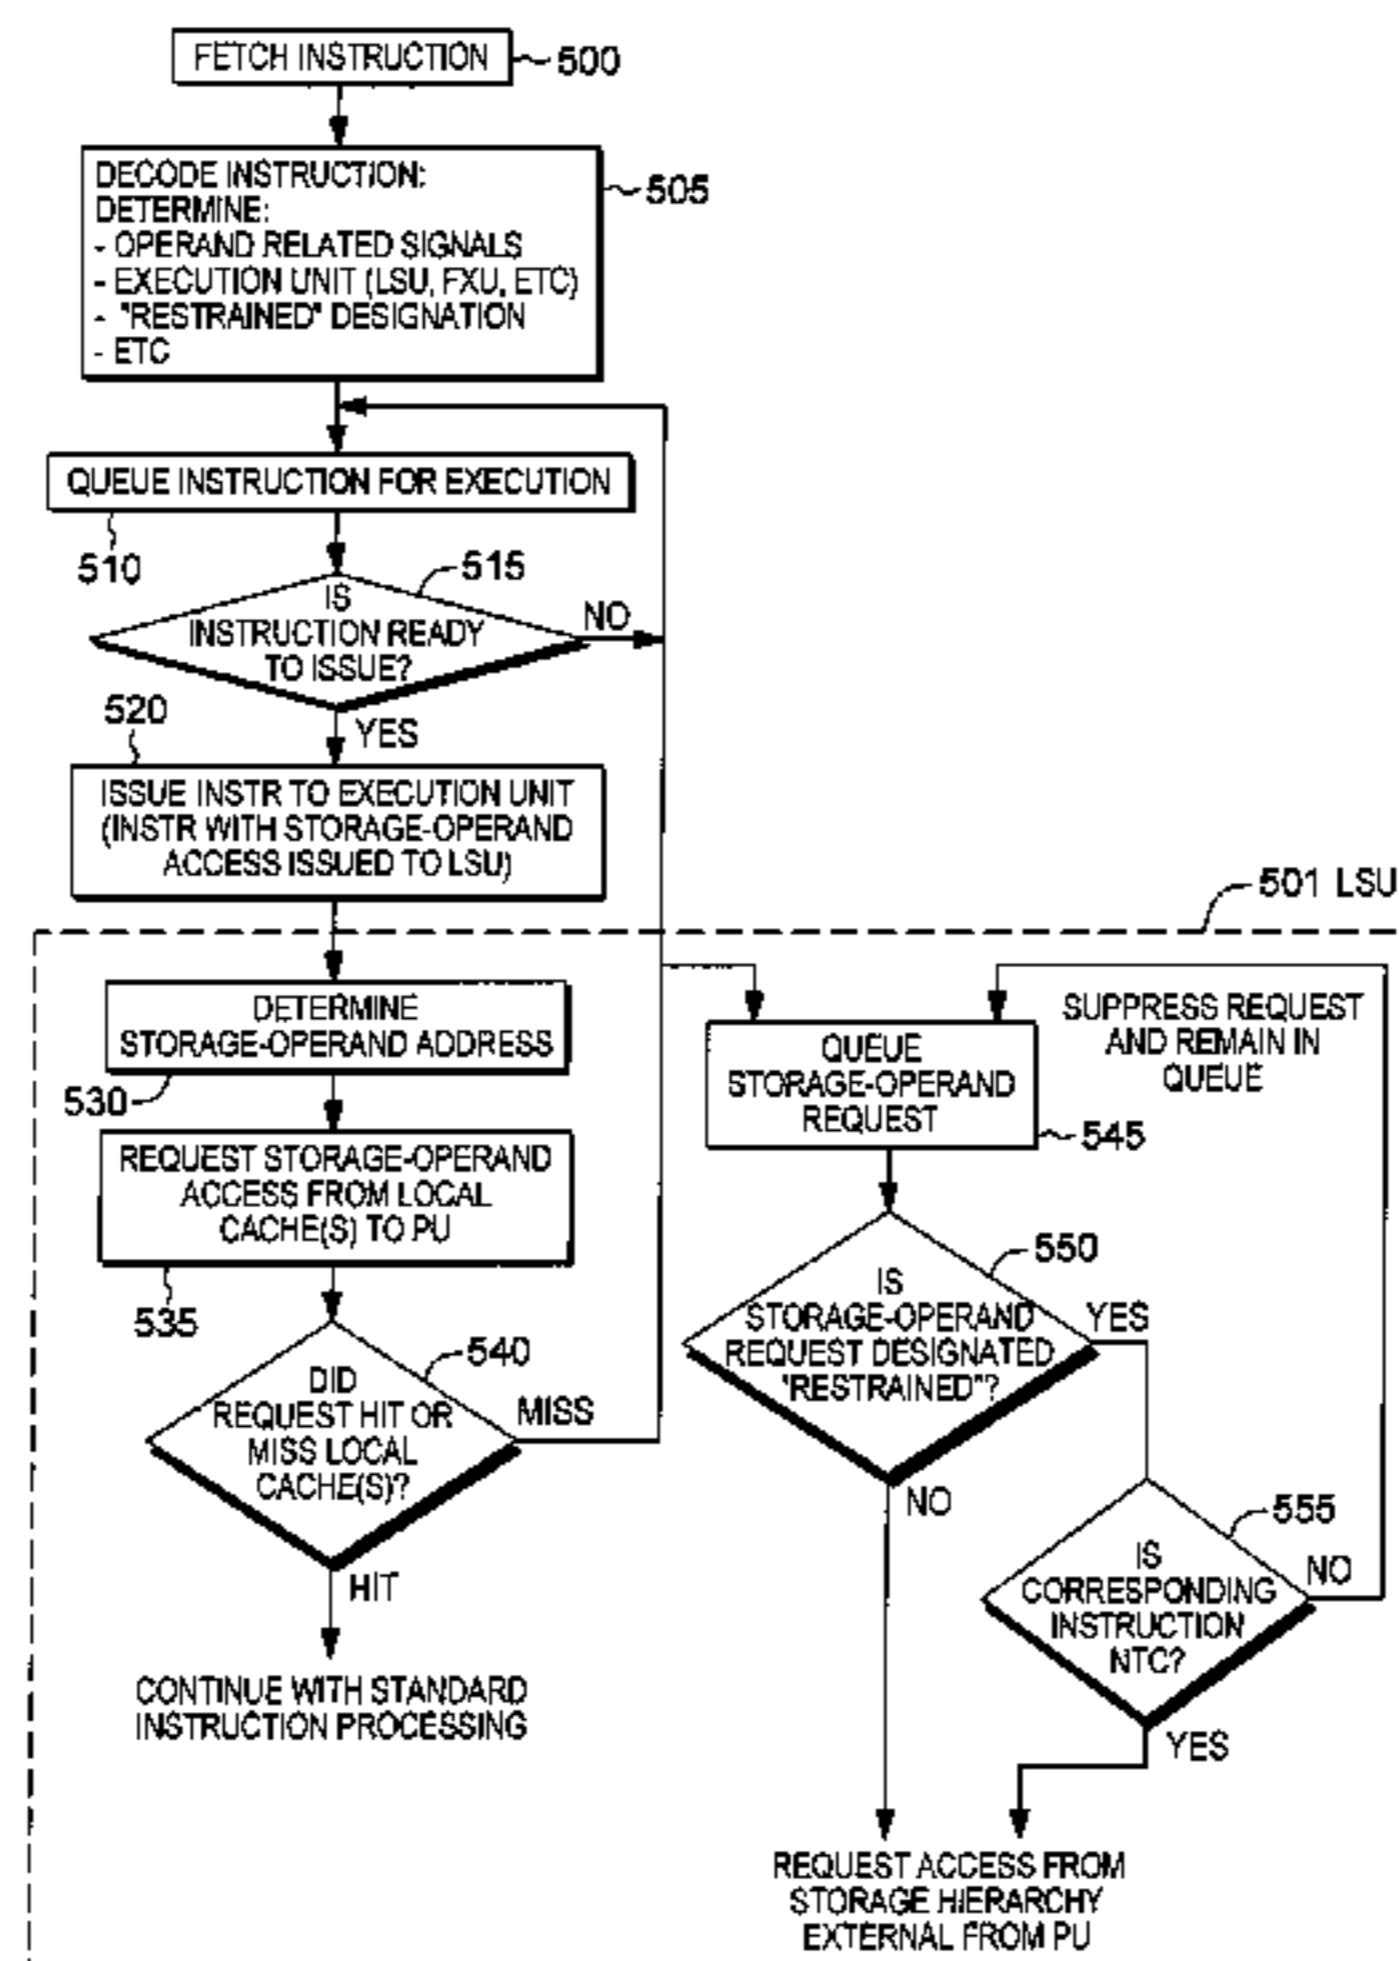 FETCH INSTRUCTION
500
DECODE INSTRUCTION:
DETERMINE:
- OPERAND RELATED SIGNALS
- EXECUTION UNIT (LSU, FXU, ETC)
- "RESTRAINED" DESIGNATION
- ETC
505
QUEUE INSTRUCTION FOR EXECUTION
510
515
IS
INSTRUCTION READY
TO ISSUE?
NO
YES
520
ISSUE INSTR TO EXECUTION UNIT
(INSTR WITH STORAGE-OPERAND
ACCESS ISSUED TO LSU)
501 LSU
DETERMINE
STORAGE-OPERAND ADDRESS
530
REQUEST STORAGE-OPERAND
ACCESS FROM LOCAL
CACHE(S) TO PU
535
540
DID
REQUEST HIT OR
MISS LOCAL
CACHE(S)?
MISS
HIT
CONTINUE WITH STANDARD
INSTRUCTION PROCESSING
QUEUE
STORAGE-OPERAND
REQUEST
545
SUPPRESS REQUEST
AND REMAIN IN
QUEUE
550
IS
STORAGE-OPERAND
REQUEST DESIGNATED
"RESTRAINED"?
YES
NO
555
IS
CORRESPONDING
INSTRUCTION
NTC?
NO
YES
REQUEST ACCESS FROM
STORAGE HIERARCHY
EXTERNAL FROM PU